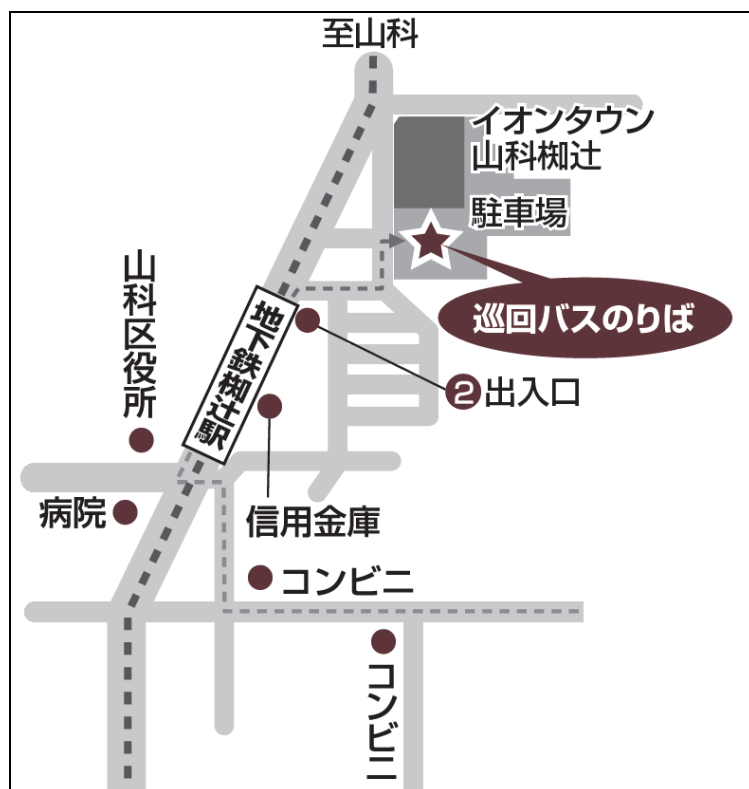 至山科
イオンタウン
山科椥辻
駐車場
巡回バスのりば
山科区役所
地下鉄椥辻駅
❷出入口
病院
信用金庫
コンビニ
コンビニ